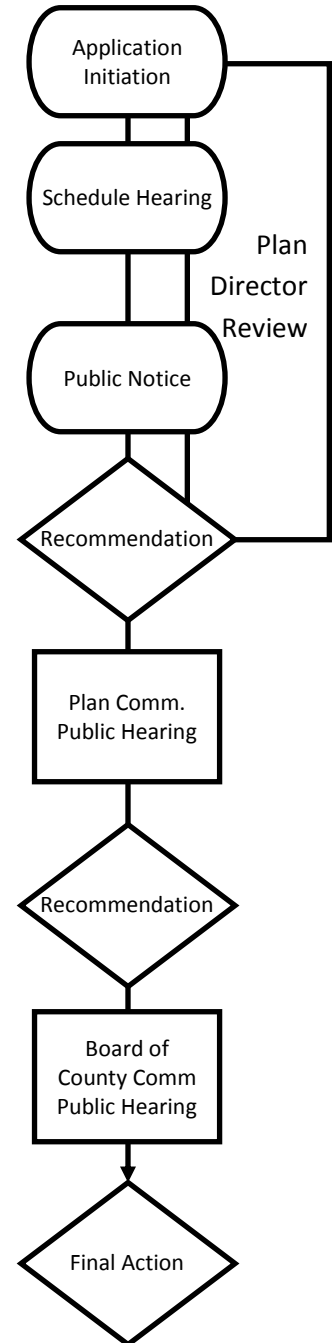 Application
Initiation
Schedule Hearing
Plan
Director
Review
Public Notice
Recommendation
Plan Comm.
Public Hearing
Recommendation
Board of
County Comm
Public Hearing
Final Action